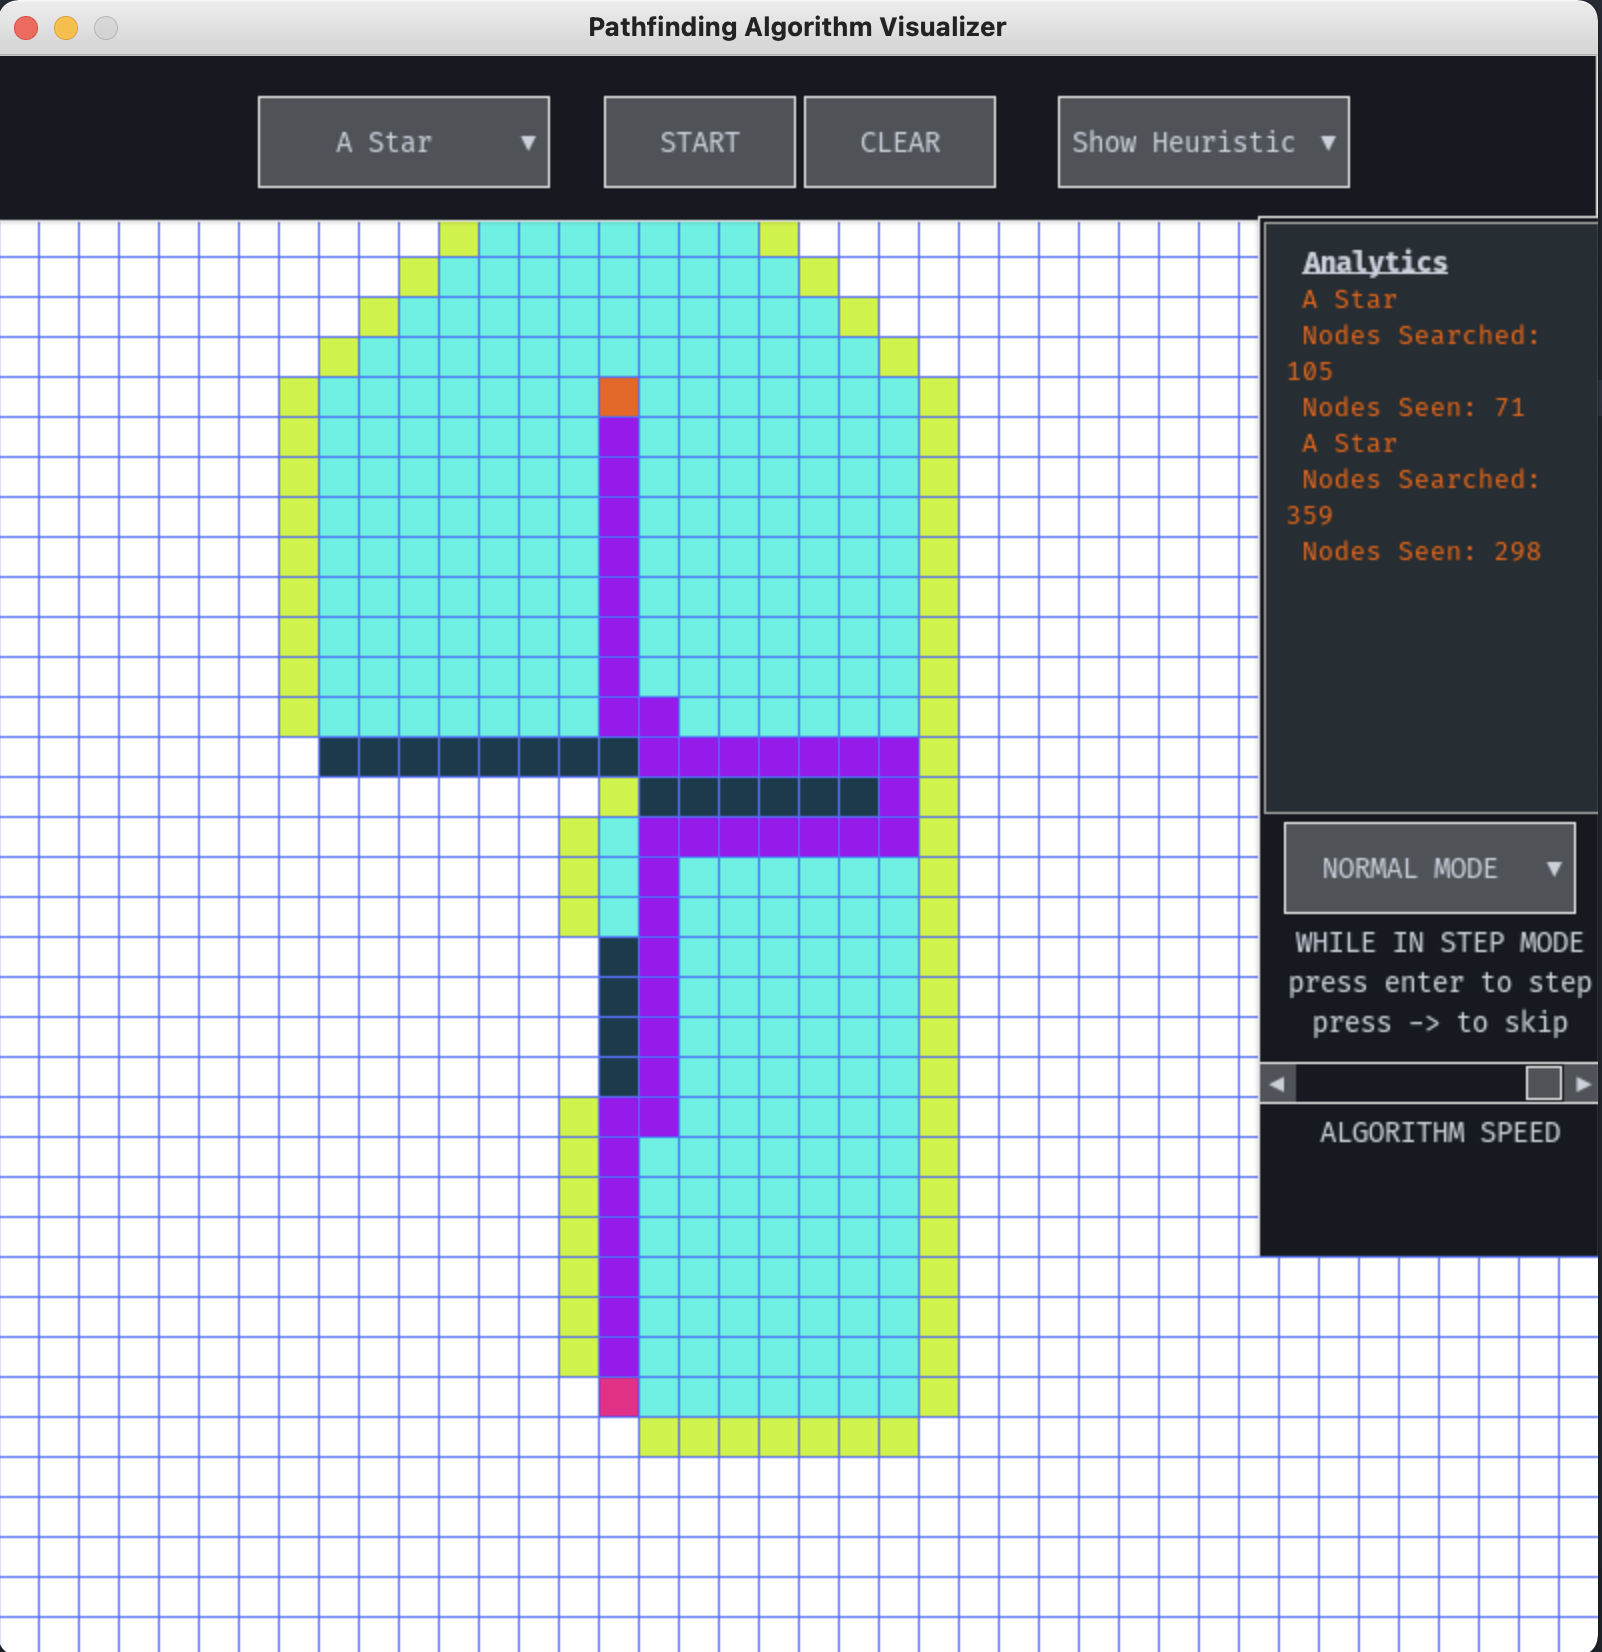 Pathfinding Algorithm Visualizer
A Star ▼
START
CLEAR
Show Heuristic ▼
Analytics
A Star
Nodes Searched:
105
Nodes Seen: 71
A Star
Nodes Searched:
359
Nodes Seen: 298
NORMAL MODE ▼
WHILE IN STEP MODE
press enter to step
press -> to skip
ALGORITHM SPEED